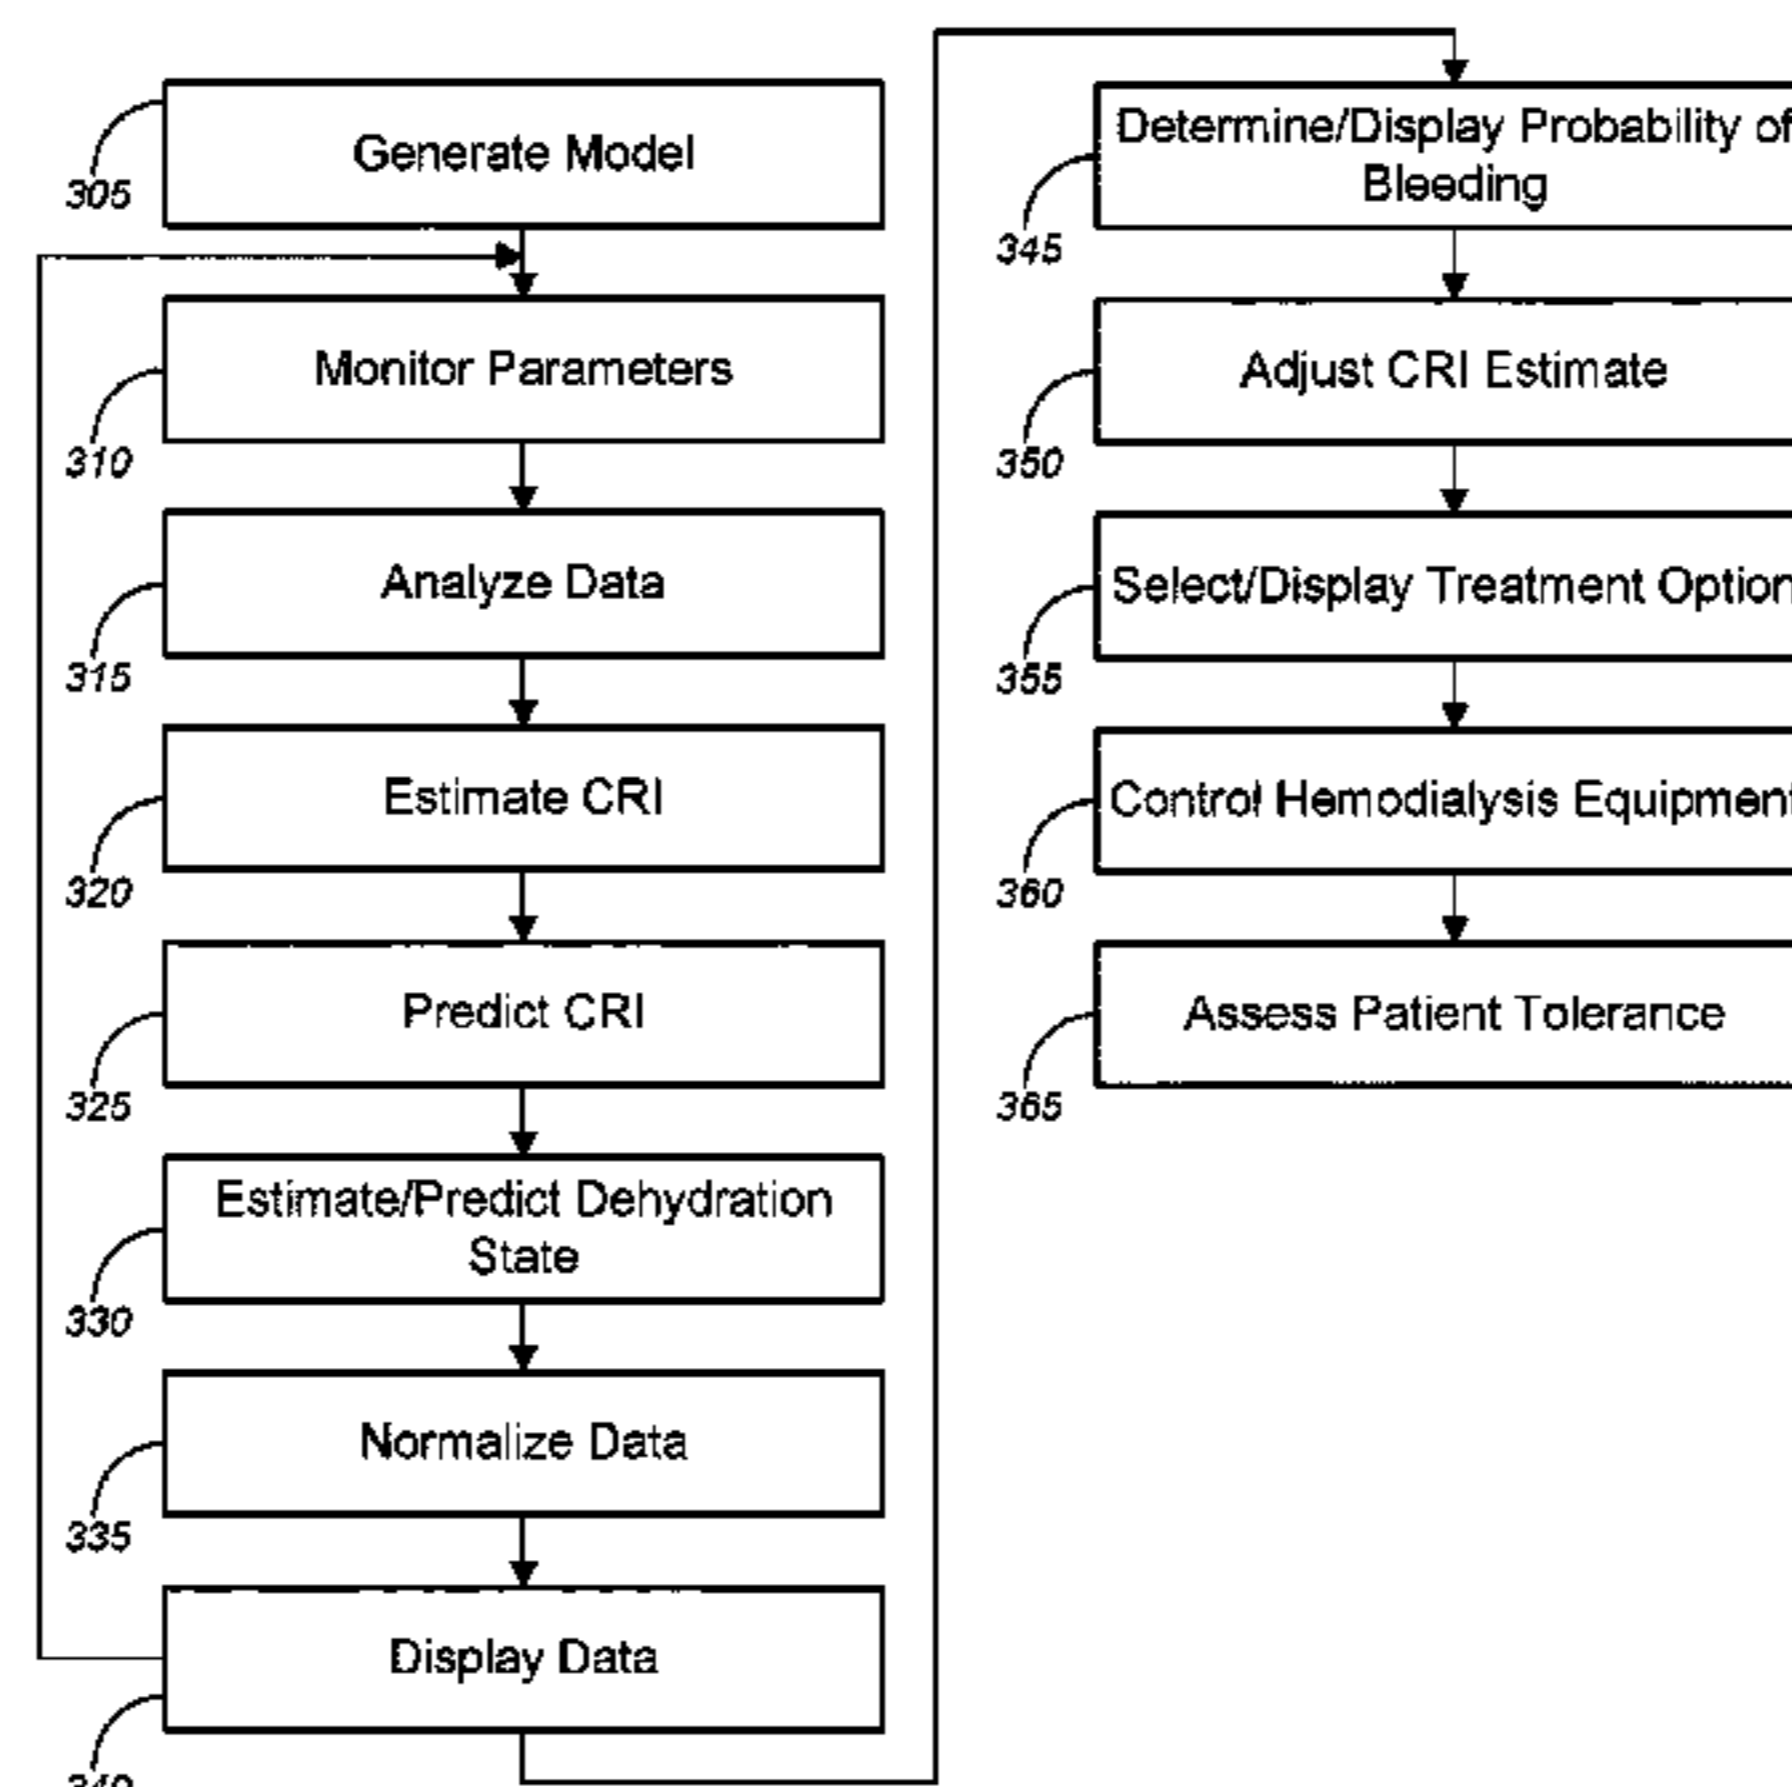 Generate Model
305
Monitor Parameters
310
Analyze Data
315
Estimate CRI
320
Predict CRI
325
Estimate/Predict Dehydration
State
330
Normalize Data
335
Display Data
340
Determine/Display Probability of
Bleeding
345
Adjust CRI Estimate
350
Select/Display Treatment Option
355
Control Hemodialysis Equipment
360
Assess Patient Tolerance
365